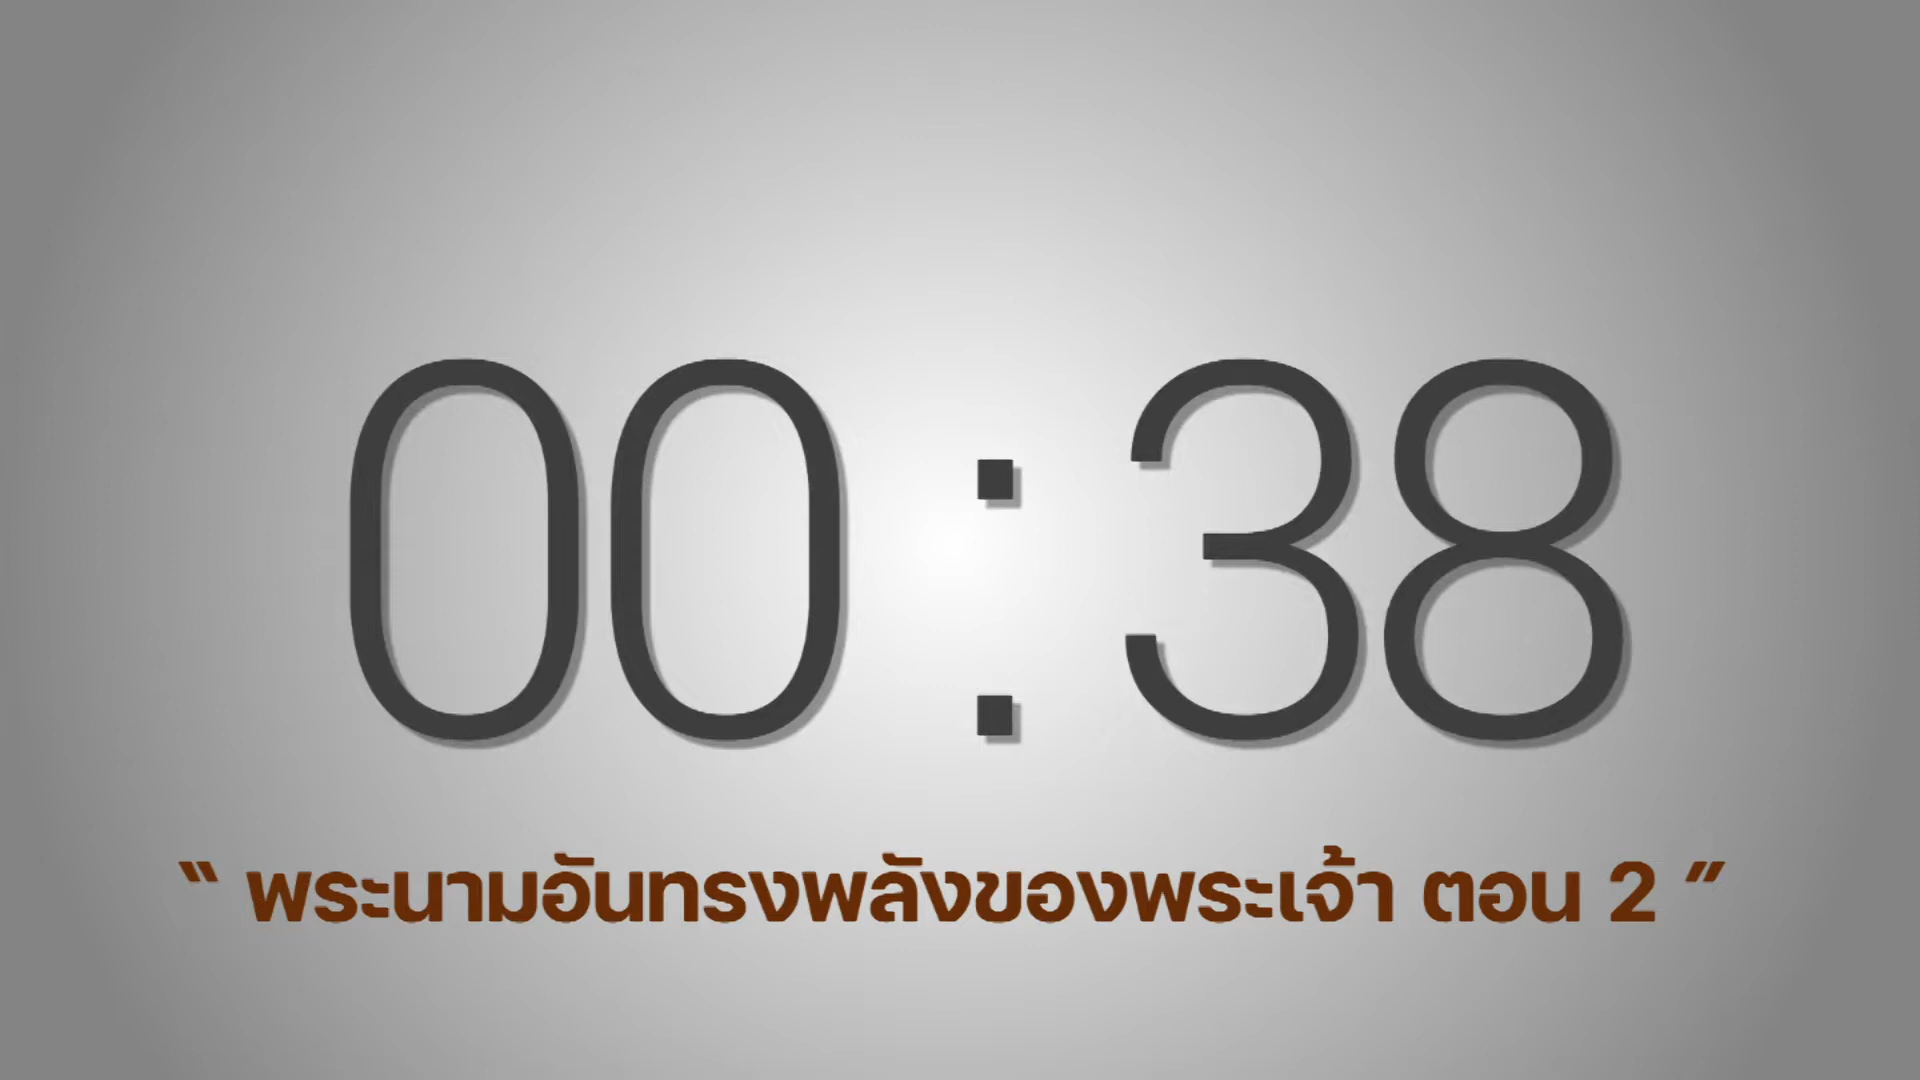 00 : 38
“ พระนามอันทรงพลังของพระเจ้า ตอน 2 ”